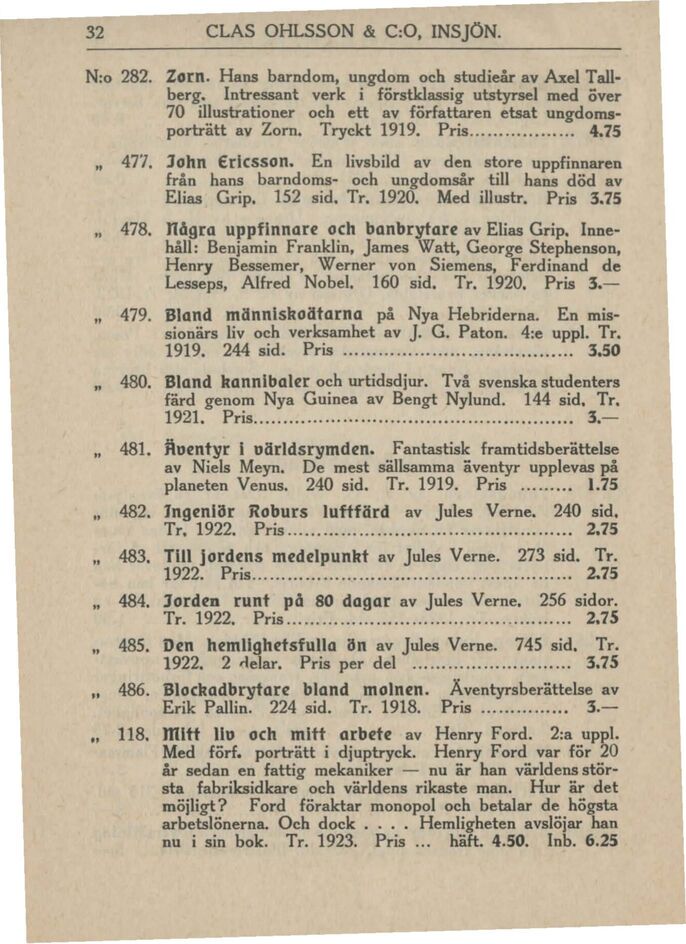 32 CLAS OHLSSON & C:O, INSJÖN.
N:o 282. Zorn. Hans barndom, ungdom och studieår av Axel Tall-
berg. Intressant verk i förstklassig utstyrsel med över
70 illustrationer och ett av författaren etsat ungdoms-
porträtt av Zorn. Tryckt 1919. Pris.................. 4.75
„ 477. John Ericsson. En livsbild av den store uppfinnaren
från hans barndoms- och ungdomsår till hans död av
Elias Grip. 152 sid. Tr. 1920. Med illustr. Pris 3.75
„ 478. Några uppfinnare och banbrytare av Elias Grip. Inne-
håll: Benjamin Franklin, James Watt, George Stephenson,
Henry Bessemer, Werner von Siemens, Ferdinand de
Lesseps, Alfred Nobel. 160 sid. Tr. 1920. Pris 3.—
„ 479. Bland människoätarna på Nya Hebriderna. En mis-
sionärs liv och verksamhet av J. G. Paton. 4:e uppl. Tr.
1919. 244 sid. Pris ........................................ 3.50
„ 480. Bland kannibaler och urtidsdjur. Två svenska studenters
färd genom Nya Guinea av Bengt Nylund. 144 sid. Tr.
1921. Pris........................................................ 3.—
„ 481. Äventyr i världsrymden. Fantastisk framtidsberättelse
av Niels Meyn. De mest sällsamma äventyr upplevas på
planeten Venus. 240 sid. Tr. 1919. Pris ......... 1.75
„ 482. Ingeniör Roburs luftfärd av Jules Verne. 240 sid.
Tr. 1922. Pris.................................................. 2.75
„ 483. Till jordens medelpunkt av Jules Verne. 273 sid. Tr.
1922. Pris........................................................ 2.75
„ 484. Jorden runt på 80 dagar av Jules Verne. 256 sidor.
Tr. 1922. Pris.................................................. 2.75
„ 485. Den hemlighetsfulla ön av Jules Verne. 745 sid. Tr.
1922. 2 delar. Pris per del ........................... 3.75
„ 486. Blockadbrytare bland molnen. Äventyrsberättelse av
Erik Pallin. 224 sid. Tr. 1918. Pris ............... 3.—
„ 118. Mitt liv och mitt arbete av Henry Ford. 2:a uppl.
Med förf. porträtt i djuptryck. Henry Ford var för 20
år sedan en fattig mekaniker — nu är han världens stör-
sta fabriksidkare och världens rikaste man. Hur är det
möjligt? Ford föraktar monopol och betalar de högsta
arbetslönerna. Och dock . . . . Hemligheten avslöjar han
nu i sin bok. Tr. 1923. Pris ... häft. 4.50. Inb. 6.25